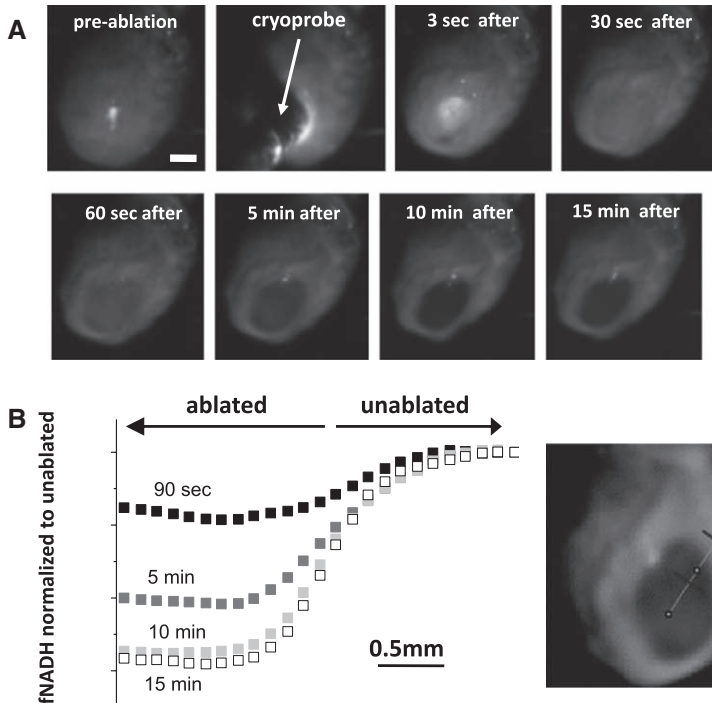 A
pre-ablation
cryoprobe
3 sec after
30 sec after
60 sec after
5 min after
10 min after
15 min after
B
fNADH normalized to unablated
ablated
unablated
90 sec
5 min
10 min
15 min
0.5mm